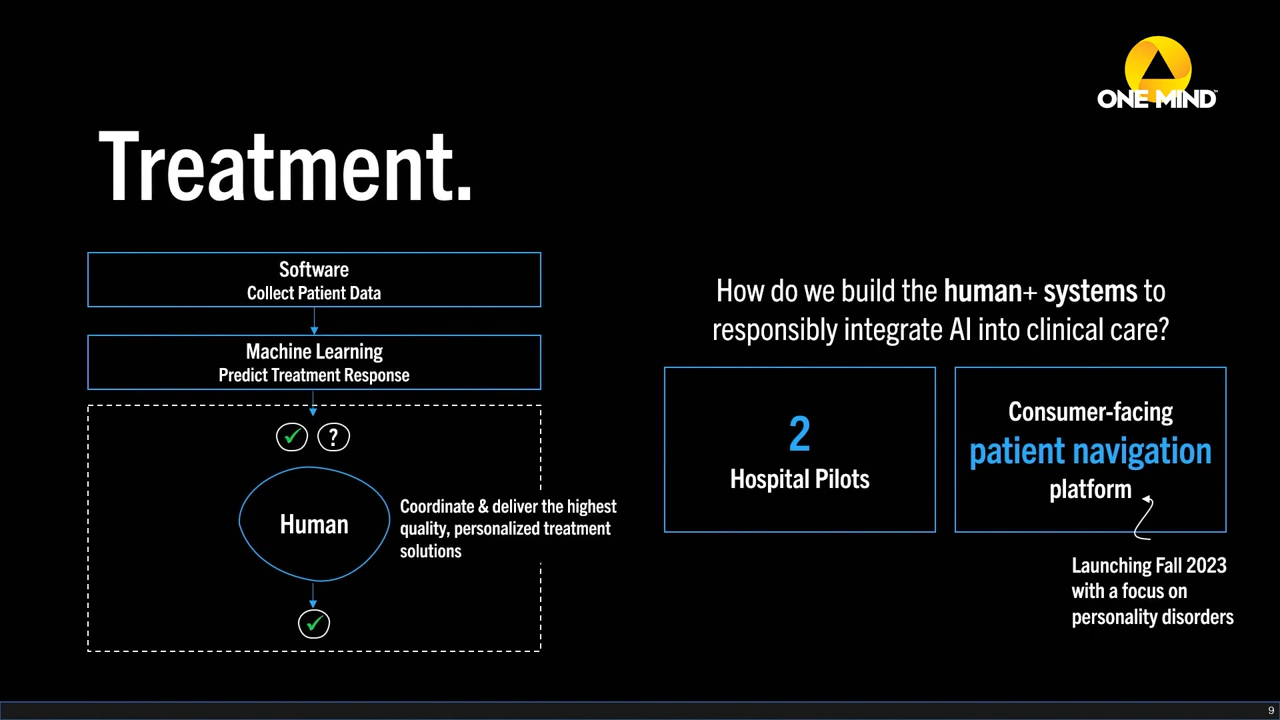 ONE MIND™
Treatment.
Software
Collect Patient Data
Machine Learning
Predict Treatment Response
?
Human
Coordinate & deliver the highest
quality, personalized treatment
solutions
How do we build the human+ systems to
responsibly integrate AI into clinical care?
2
Hospital Pilots
Consumer-facing
patient navigation
platform
Launching Fall 2023
with a focus on
personality disorders
9